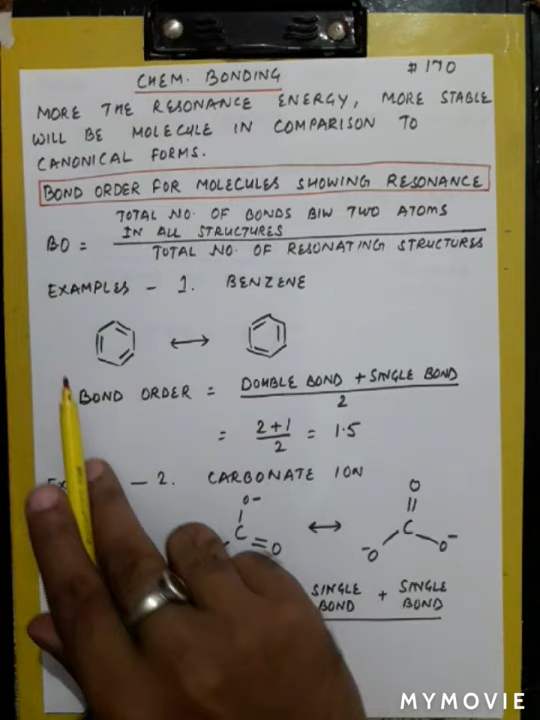 CHEM. BONDING
#170
MORE THE RESONANCE ENERGY, MORE STABLE
WILL BE MOLECULE IN COMPARISON TO
CANONICAL FORMS.
BOND ORDER FOR MOLECULES SHOWING RESONANCE
BO = TOTAL NO. OF BONDS B/W TWO ATOMS
IN ALL STRUCTURES
TOTAL NO. OF RESONATING STRUCTURES
EXAMPLES - 1. BENZENE
BOND ORDER = DOUBLE BOND + SINGLE BOND
2
= 2+1 = 1.5
2
— 2. CARBONATE ION
O- O
C ↔ C
=O -O O-
SINGLE + SINGLE
BOND BOND
MYMOVIE